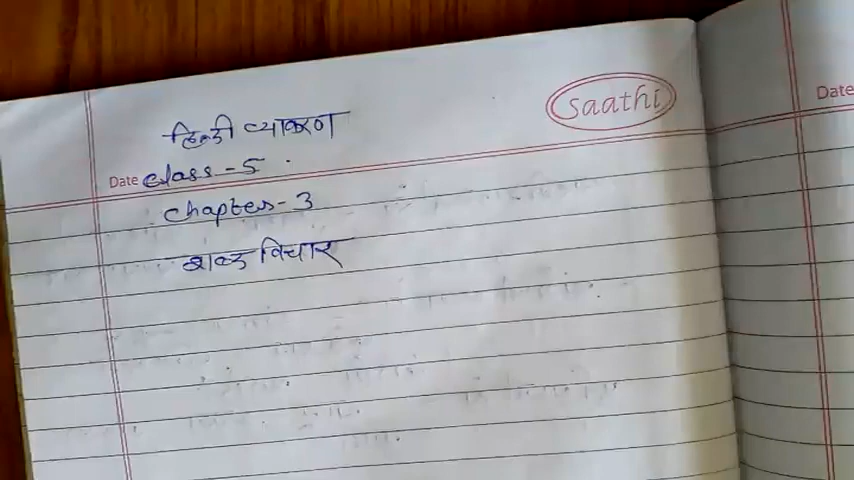 हिन्दी व्याकरण
Saathi
Date class-5
Date
chapter-3
शब्द विचार